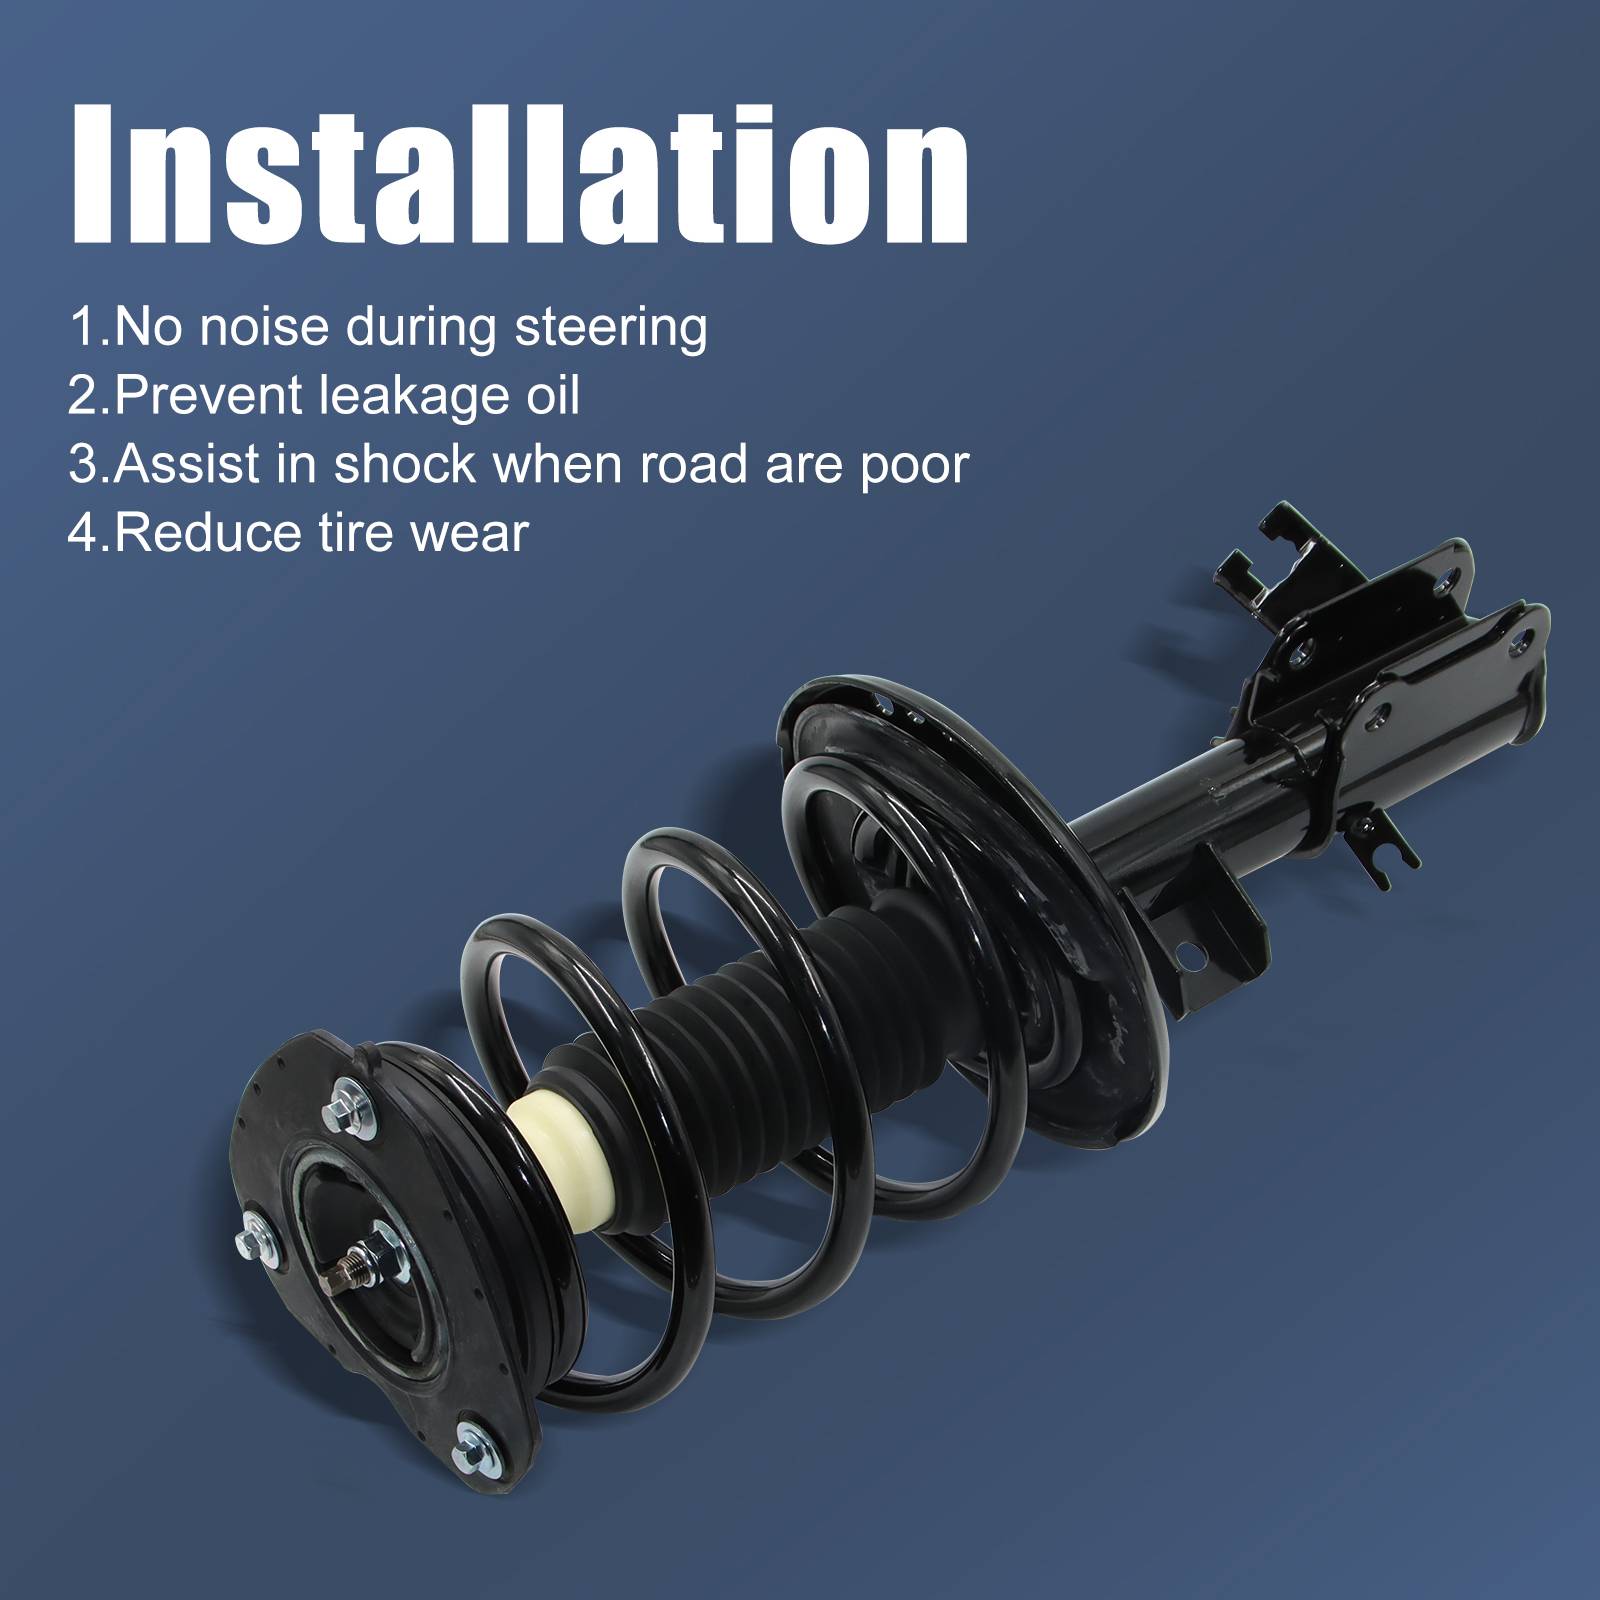 Installation
1.No noise during steering
2.Prevent leakage oil
3.Assist in shock when road are poor
4.Reduce tire wear